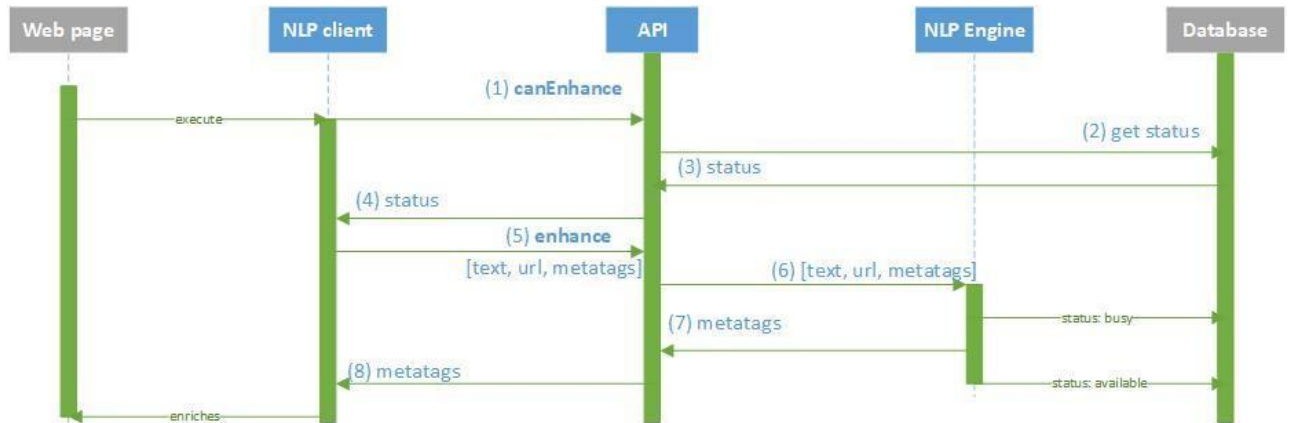 Web page
NLP client
API
NLP Engine
Database
(1) canEnhance
execute
(2) get status
(3) status
(4) status
(5) enhance
[text, url, metatags]
(6) [text, url, metatags]
status: busy
(7) metatags
(8) metatags
status: available
enriches